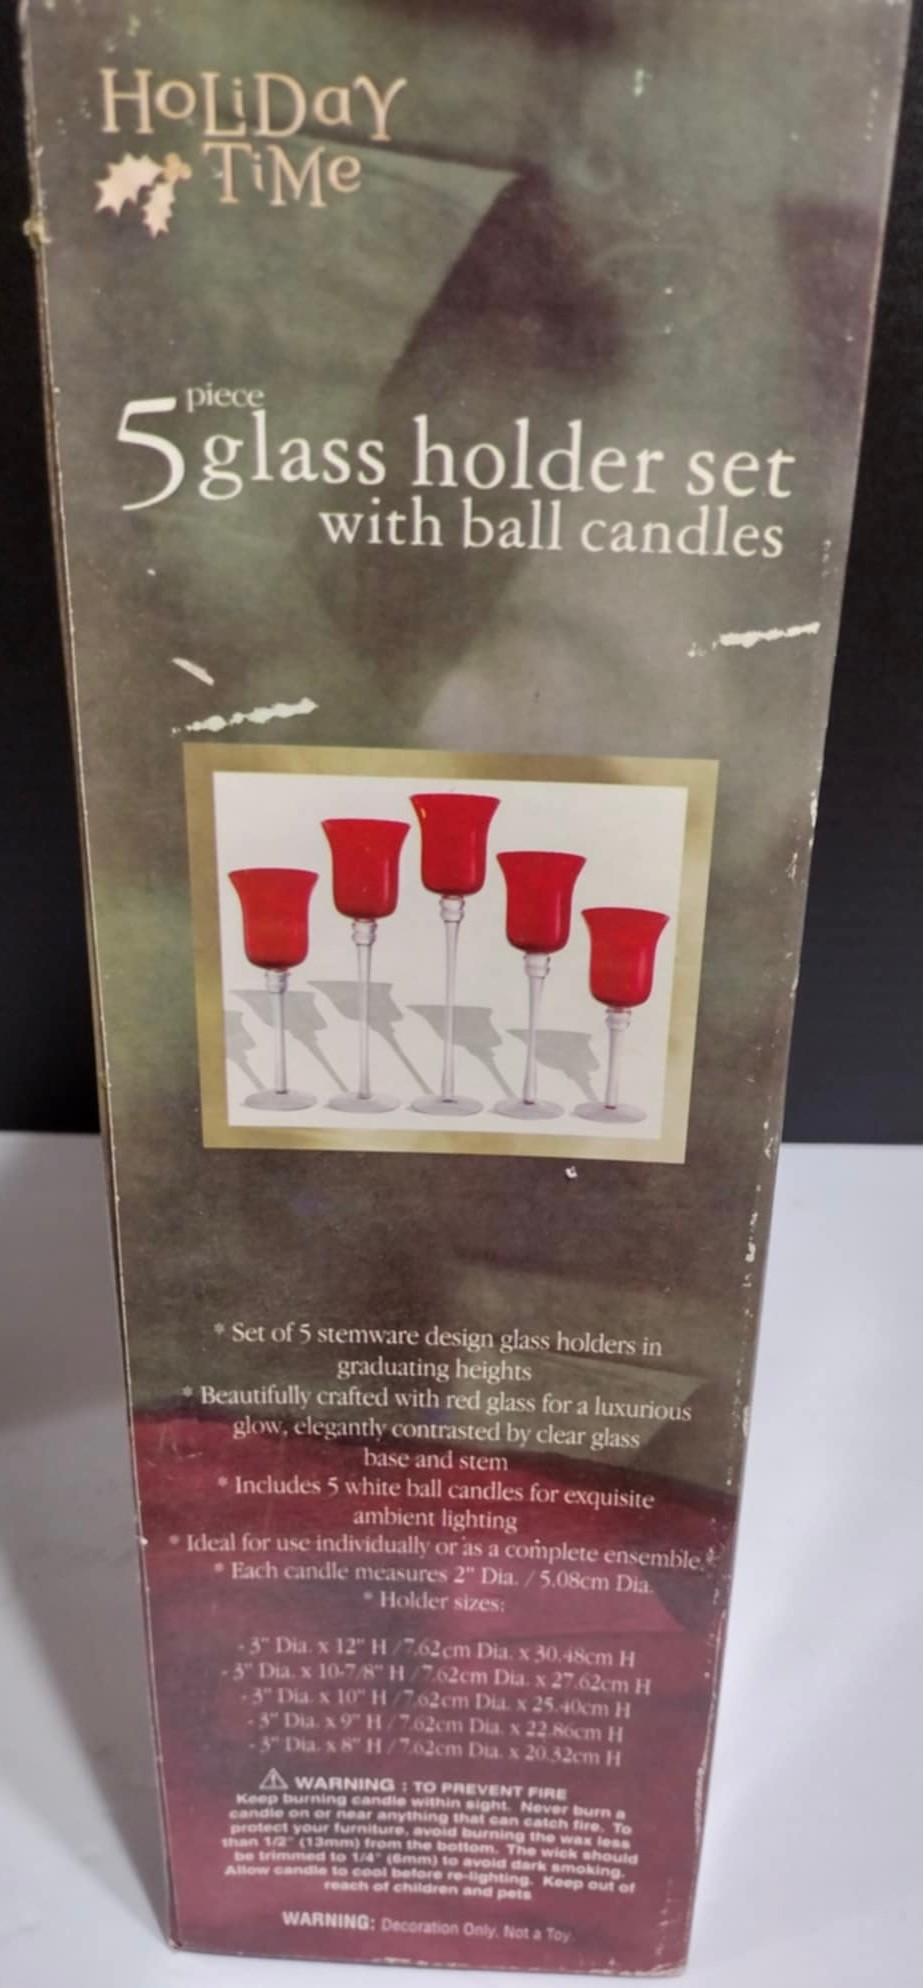 HOLiDaY
TiMe
piece
5 glass holder set
with ball candles
* Set of 5 stemware design glass holders in
graduating heights
* Beautifully crafted with red glass for a luxurious
glow, elegantly contrasted by clear glass
base and stem
* Includes 5 white ball candles for exquisite
ambient lighting
* Ideal for use individually or as a complete ensemble.
* Each candle measures 2" Dia. / 5.08cm Dia.
* Holder sizes:
- 3" Dia. x 12" H / 7.62cm Dia. x 30.48cm H
- 3" Dia. x 10-7/8" H / 7.62cm Dia. x 27.62cm H
- 3" Dia. x 10" H / 7.62cm Dia. x 25.40cm H
- 3" Dia. x 9" H / 7.62cm Dia. x 22.86cm H
- 3" Dia. x 8" H / 7.62cm Dia. x 20.32cm H
⚠ WARNING : TO PREVENT FIRE
Keep burning candle within sight. Never burn a
candle on or near anything that can catch fire. To
protect your furniture, avoid burning the wax less
than 1/2" (13mm) from the bottom. The wick should
be trimmed to 1/4" (6mm) to avoid dark smoking.
Allow candle to cool before re-lighting. Keep out of
reach of children and pets
WARNING: Decoration Only. Not a Toy.